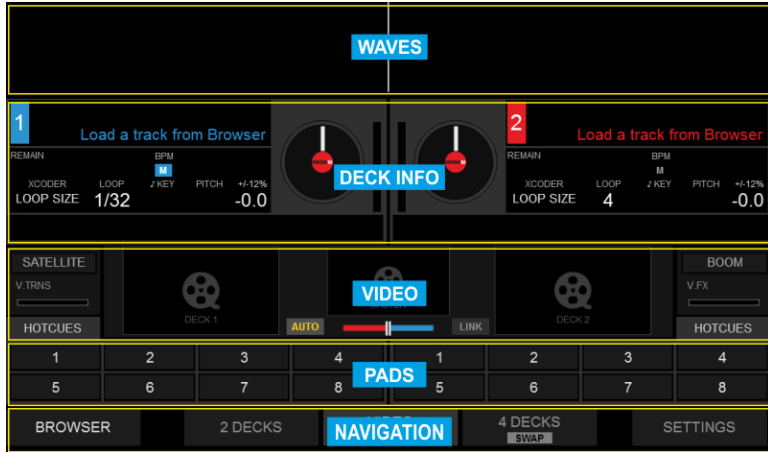 WAVES
1
Load a track from Browser
2
Load a track from Browser
DECK INFO
REMAIN BPM
M
XCODER LOOP ♪ KEY PITCH +/-12%
LOOP SIZE 1/32 -0.0
REMAIN BPM
M
XCODER LOOP ♪ KEY PITCH +/-12%
LOOP SIZE 4 -0.0
SATELLITE
V.TRNS
HOTCUES
DECK 1
VIDEO
AUTO
LINK
DECK 2
BOOM
V.FX
HOTCUES
1 2 3 4 1 2 3 4
PADS
5 6 7 8 5 6 7 8
BROWSER 2 DECKS NAVIGATION 4 DECKS SETTINGS
SWAP